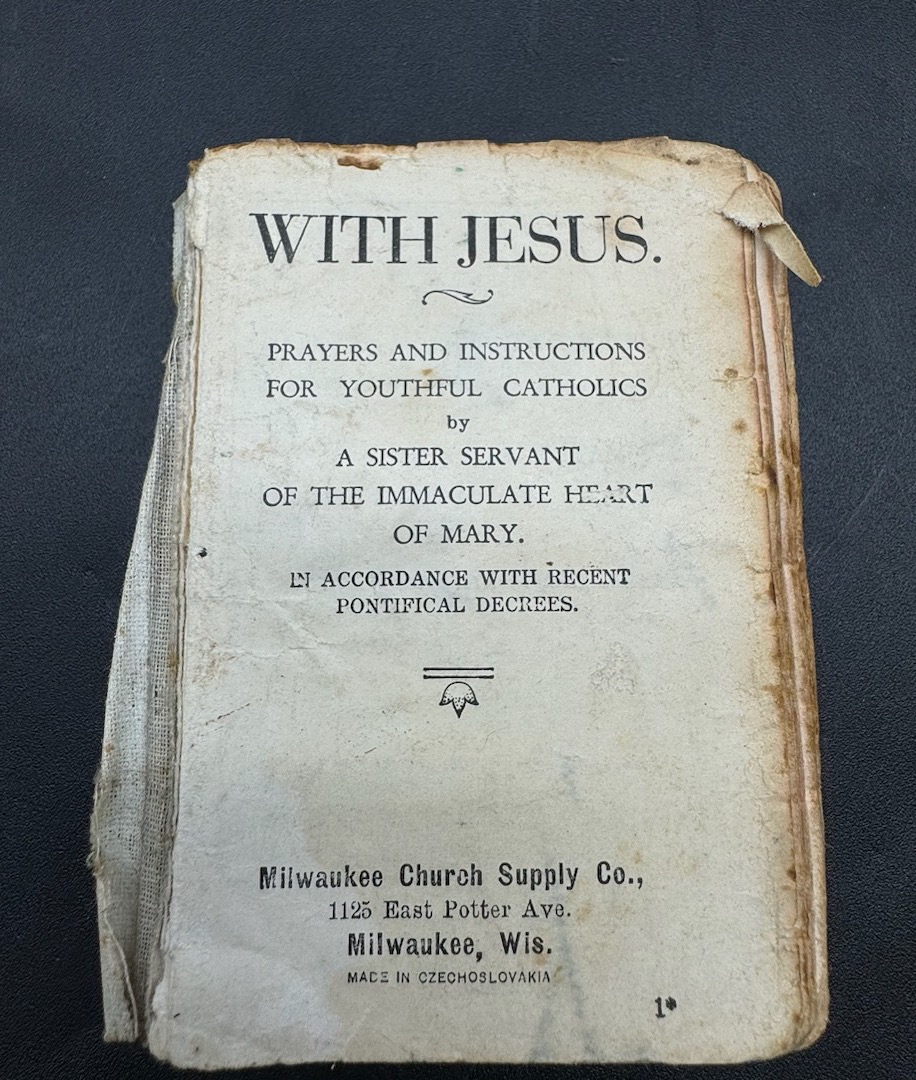 WITH JESUS.
PRAYERS AND INSTRUCTIONS
FOR YOUTHFUL CATHOLICS
by
A SISTER SERVANT
OF THE IMMACULATE HEART
OF MARY.
IN ACCORDANCE WITH RECENT
PONTIFICAL DECREES.
Milwaukee Church Supply Co.,
1125 East Potter Ave.
Milwaukee, Wis.
MADE IN CZECHOSLOVAKIA
1*